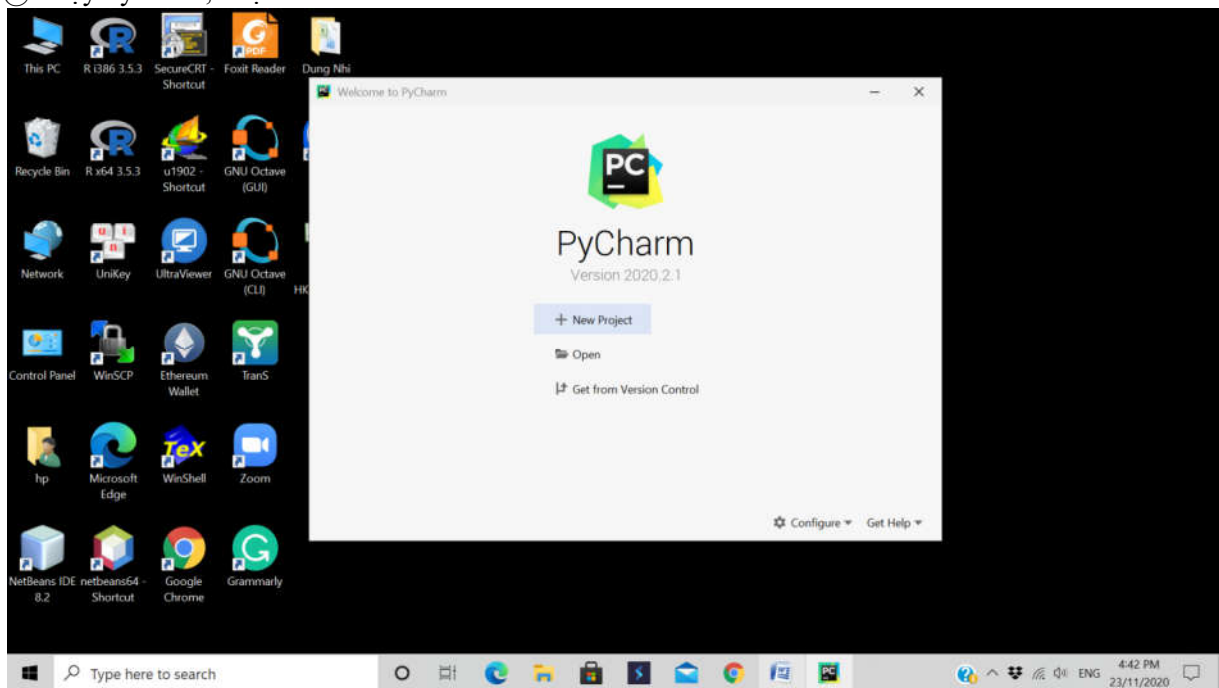 This PC
R i386 3.5.3
SecureCRT - Shortcut
Foxit Reader
Dung Nhi
Recycle Bin
R x64 3.5.3
u1902 - Shortcut
GNU Octave (GUI)
Network
UniKey
UltraViewer
GNU Octave (CLI)
HK
Control Panel
WinSCP
Ethereum Wallet
TranS
hp
Microsoft Edge
WinShell
Zoom
NetBeans IDE 8.2
netbeans64 - Shortcut
Google Chrome
Grammarly
Welcome to PyCharm
PC
PyCharm
Version 2020.2.1
New Project
Open
Get from Version Control
Configure
Get Help
Type here to search
ENG
4:42 PM
23/11/2020